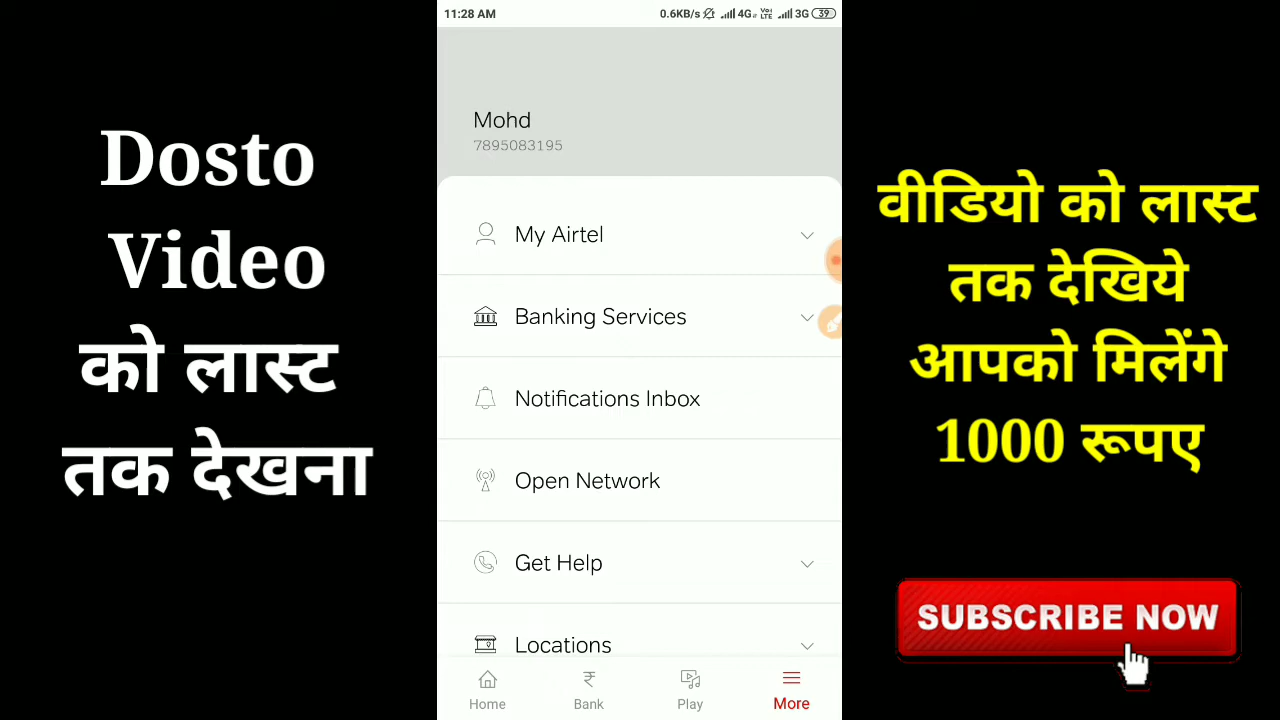 Dosto
Video
को लास्ट
तक देखना
11:28 AM
0.6KB/s 4G VoLTE 3G 39
Mohd
7895083195
My Airtel
Banking Services
Notifications Inbox
Open Network
Get Help
Locations
Home Bank Play More
वीडियो को लास्ट
तक देखिये
आपको मिलेंगे
1000 रूपए
SUBSCRIBE NOW